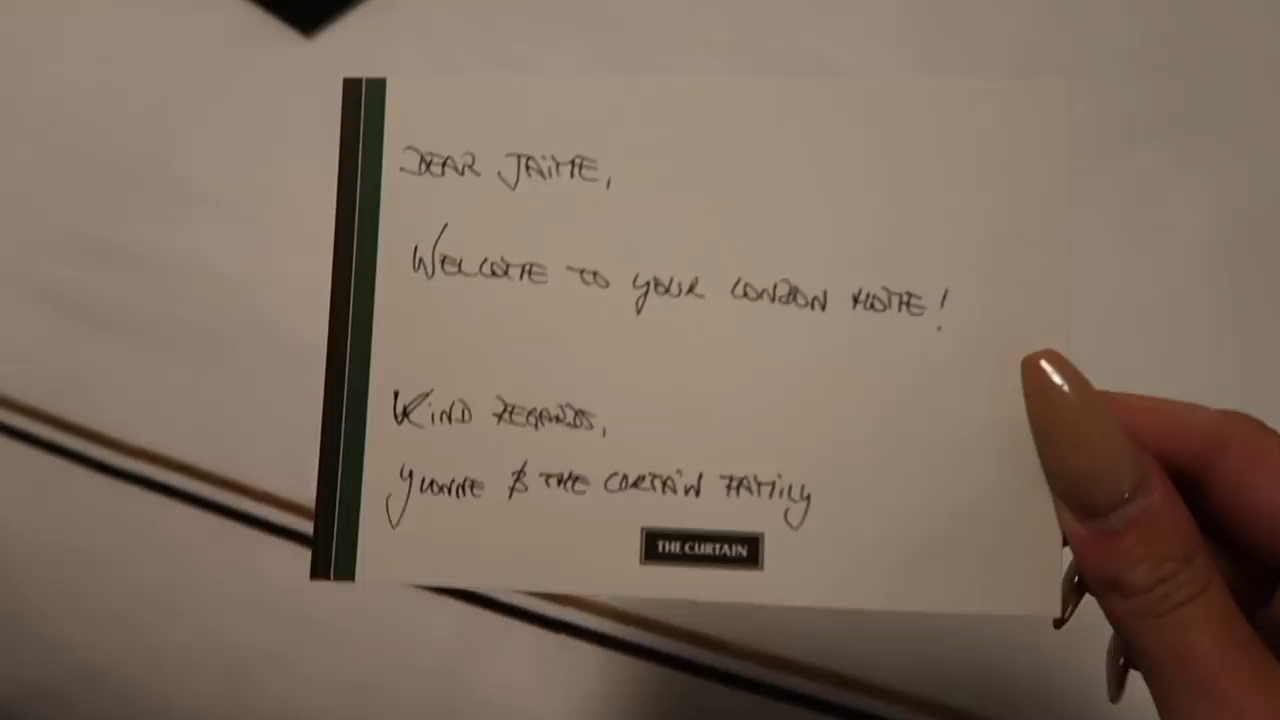 DEAR JAIME,
WELCOME TO YOUR LONDON HOME!
KIND REGARDS,
YVONNE & THE CURTAIN FAMILY
THE CURTAIN